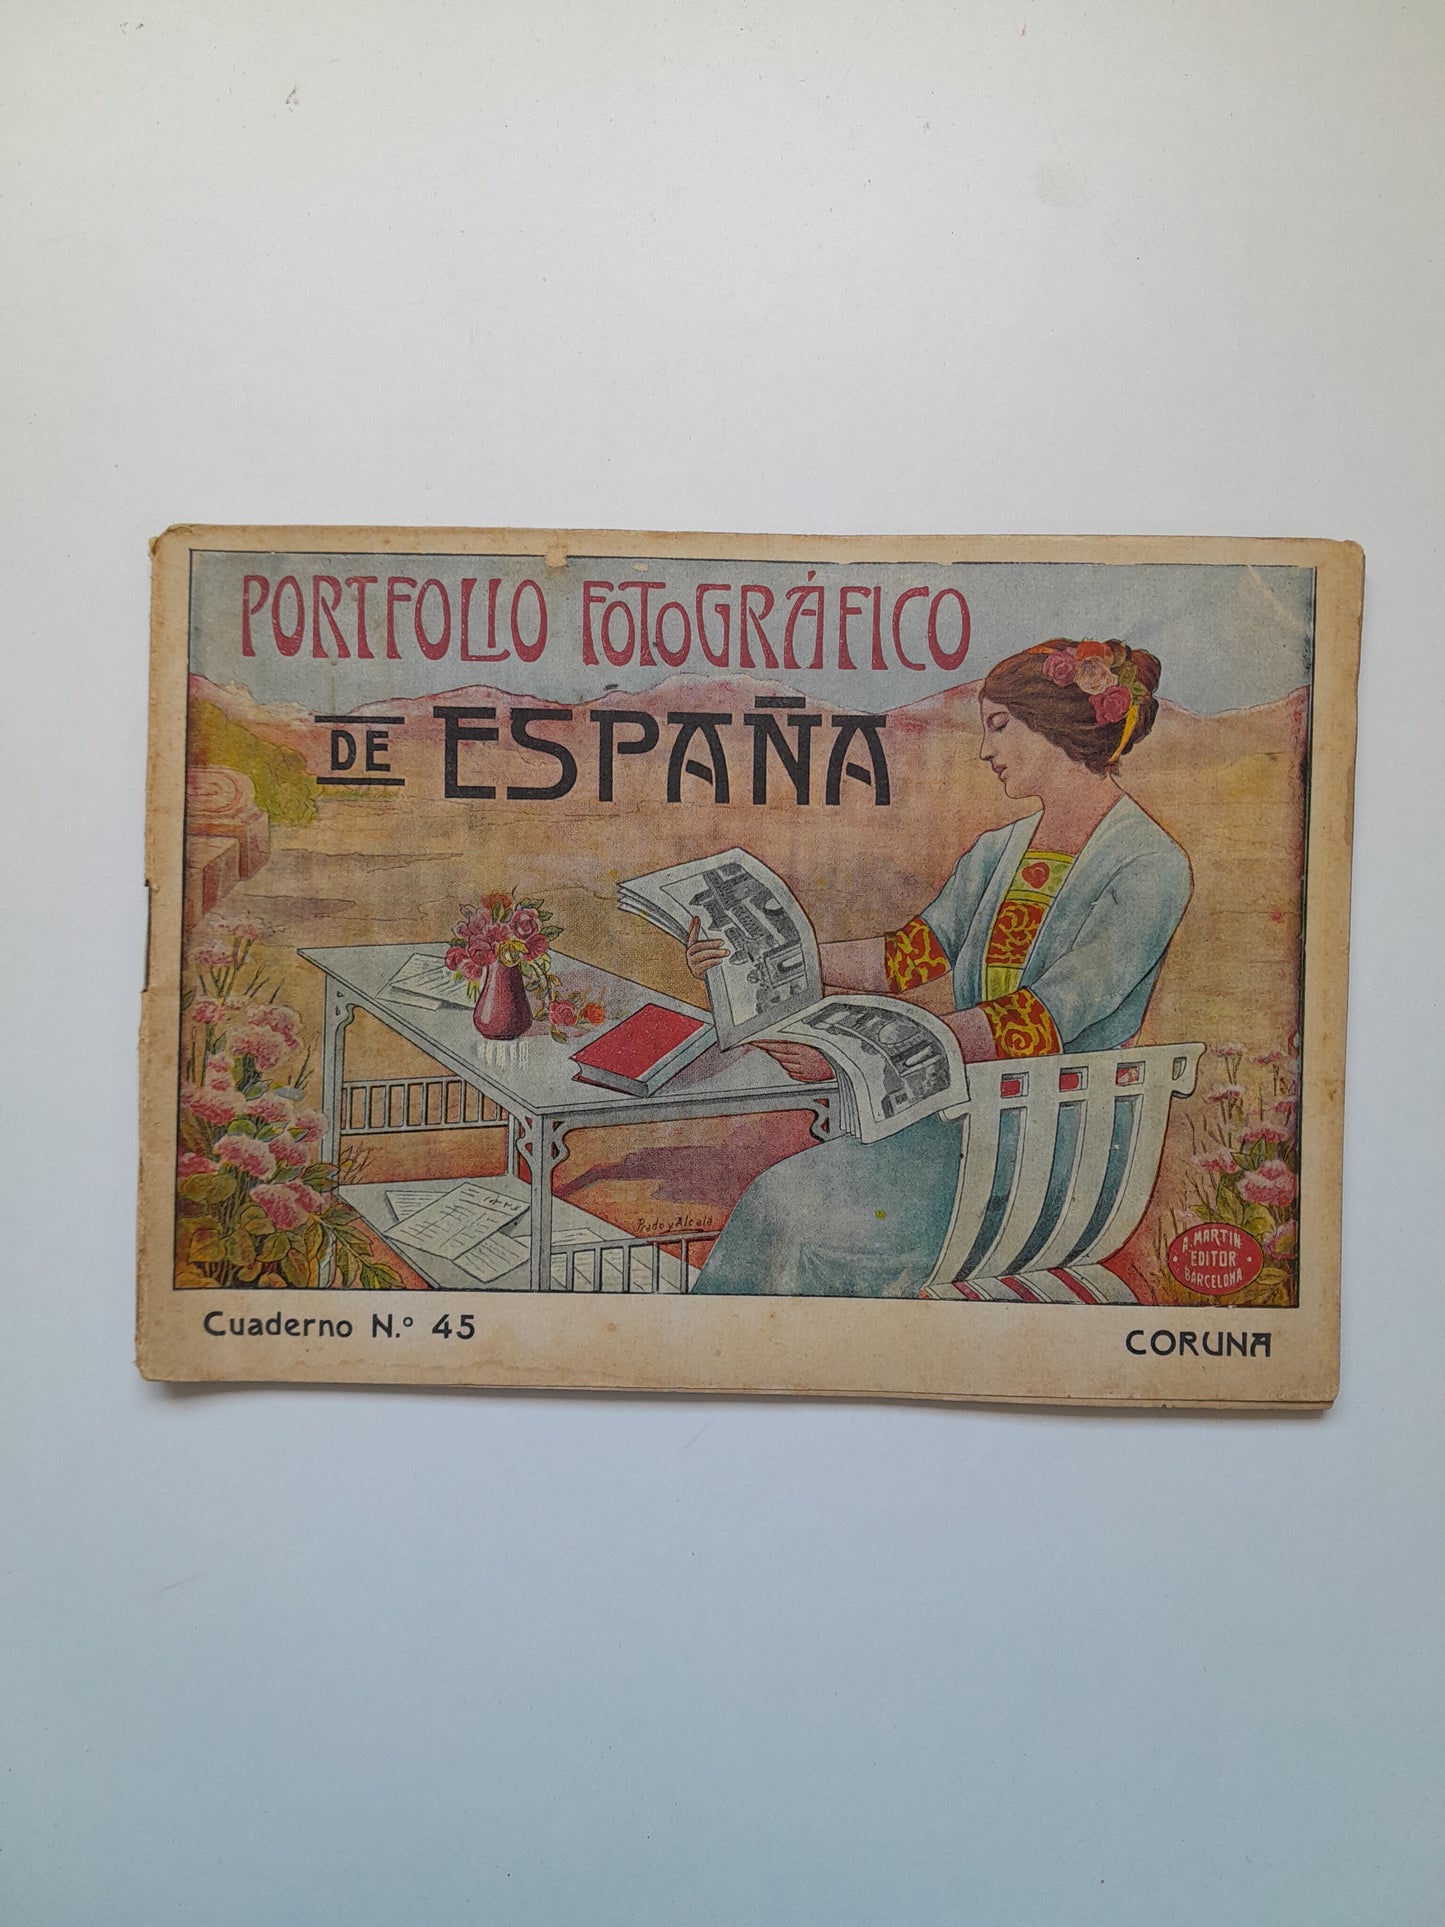 PORTFOLIO FOTOGRÁFICO
DE ESPAÑA
Prado y Alcalá
A. MARTIN
EDITOR
BARCELONA
Cuaderno N.º 45
CORUNA